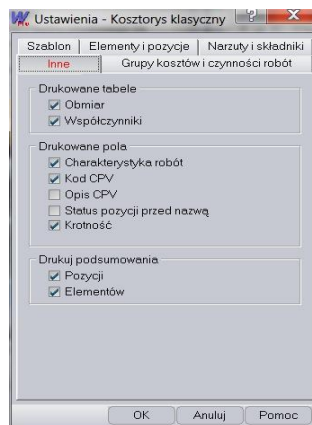 Ustawienia - Kosztorys klasyczny
Szablon
Elementy i pozycje
Narzuty i składniki
Inne
Grupy kosztów i czynności robót
Drukowane tabele
Obmiar
Współczynniki
Drukowane pola
Charakterystyka robót
Kod CPV
Opis CPV
Status pozycji przed nazwą
Krotność
Drukuj podsumowania
Pozycji
Elementów
OK
Anuluj
Pomoc